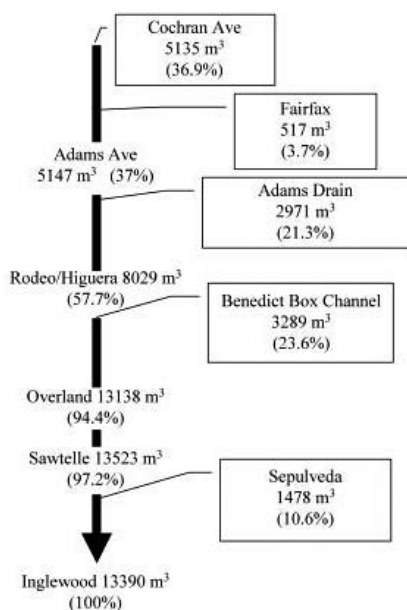 Cochran Ave
5135 m³
(36.9%)
Fairfax
517 m³
(3.7%)
Adams Ave
5147 m³ (37%)
Adams Drain
2971 m³
(21.3%)
Rodeo/Higuera 8029 m³
(57.7%)
Benedict Box Channel
3289 m³
(23.6%)
Overland 13138 m³
(94.4%)
Sawtelle 13523 m³
(97.2%)
Sepulveda
1478 m³
(10.6%)
Inglewood 13390 m³
(100%)